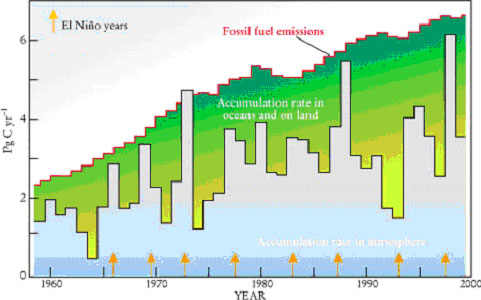 El Niño years
Fossil fuel emissions
6
Accumulation rate in
oceans and on land
4
Pg C yr⁻¹
2
Accumulation rate in atmosphere
0
1960
1970
1980
1990
2000
YEAR